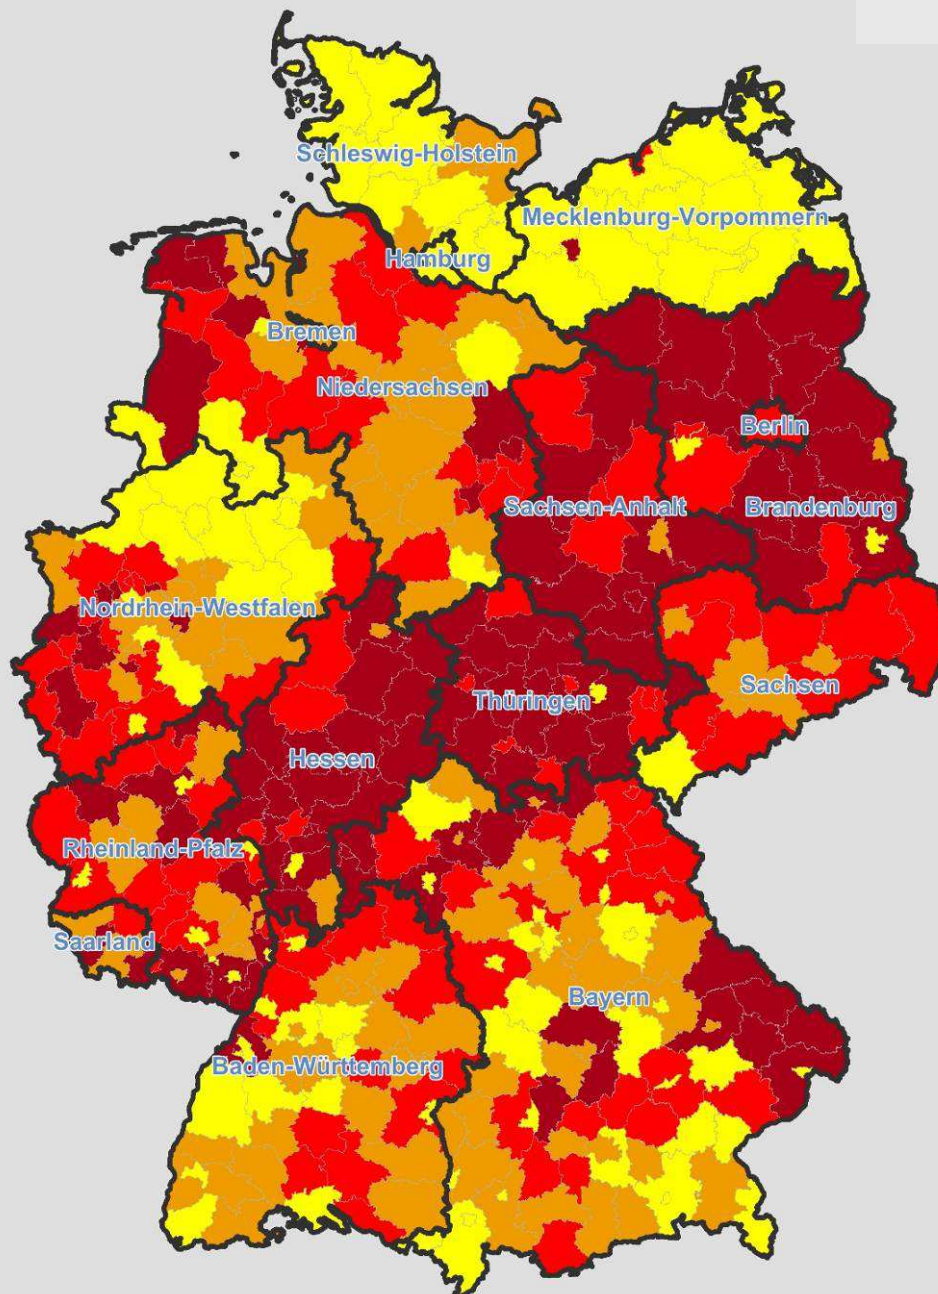 Schleswig-Holstein
Mecklenburg-Vorpommern
Hamburg
Bremen
Niedersachsen
Berlin
Sachsen-Anhalt
Brandenburg
Nordrhein-Westfalen
Sachsen
Thüringen
Hessen
Rheinland-Pfalz
Saarland
Bayern
Baden-Württemberg